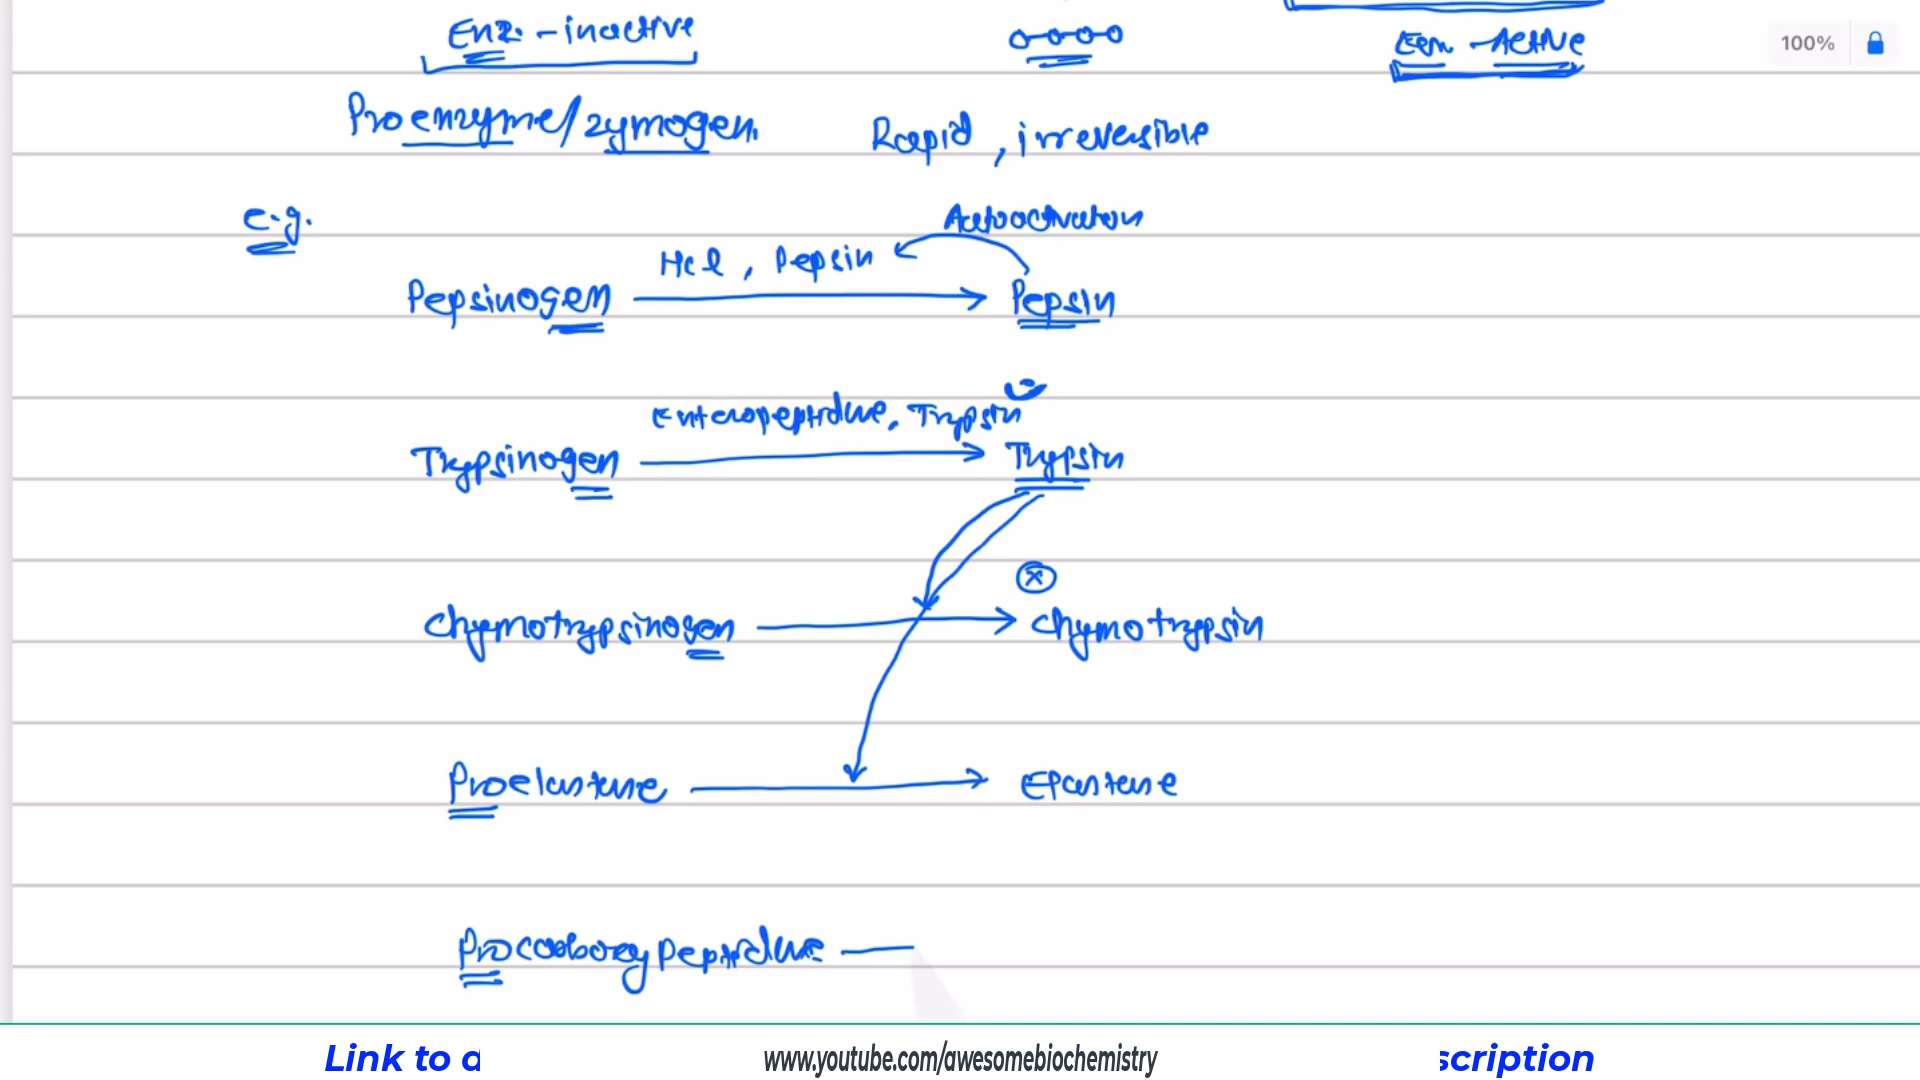 Enz. - inactive
Enz - Active
100%
Proenzyme/zymogen.
Rapid, irreversible
e.g.
Autoactivation
HCl, Pepsin
Pepsinogen
Pepsin
Enteropeptidase, Trypsin
Trypsinogen
Trypsin
Chymotrypsinogen
Chymotrypsin
Proelastase
Elastase
Procarboxypeptidase
Link to d
www.youtube.com/awesomebiochemistry
scription